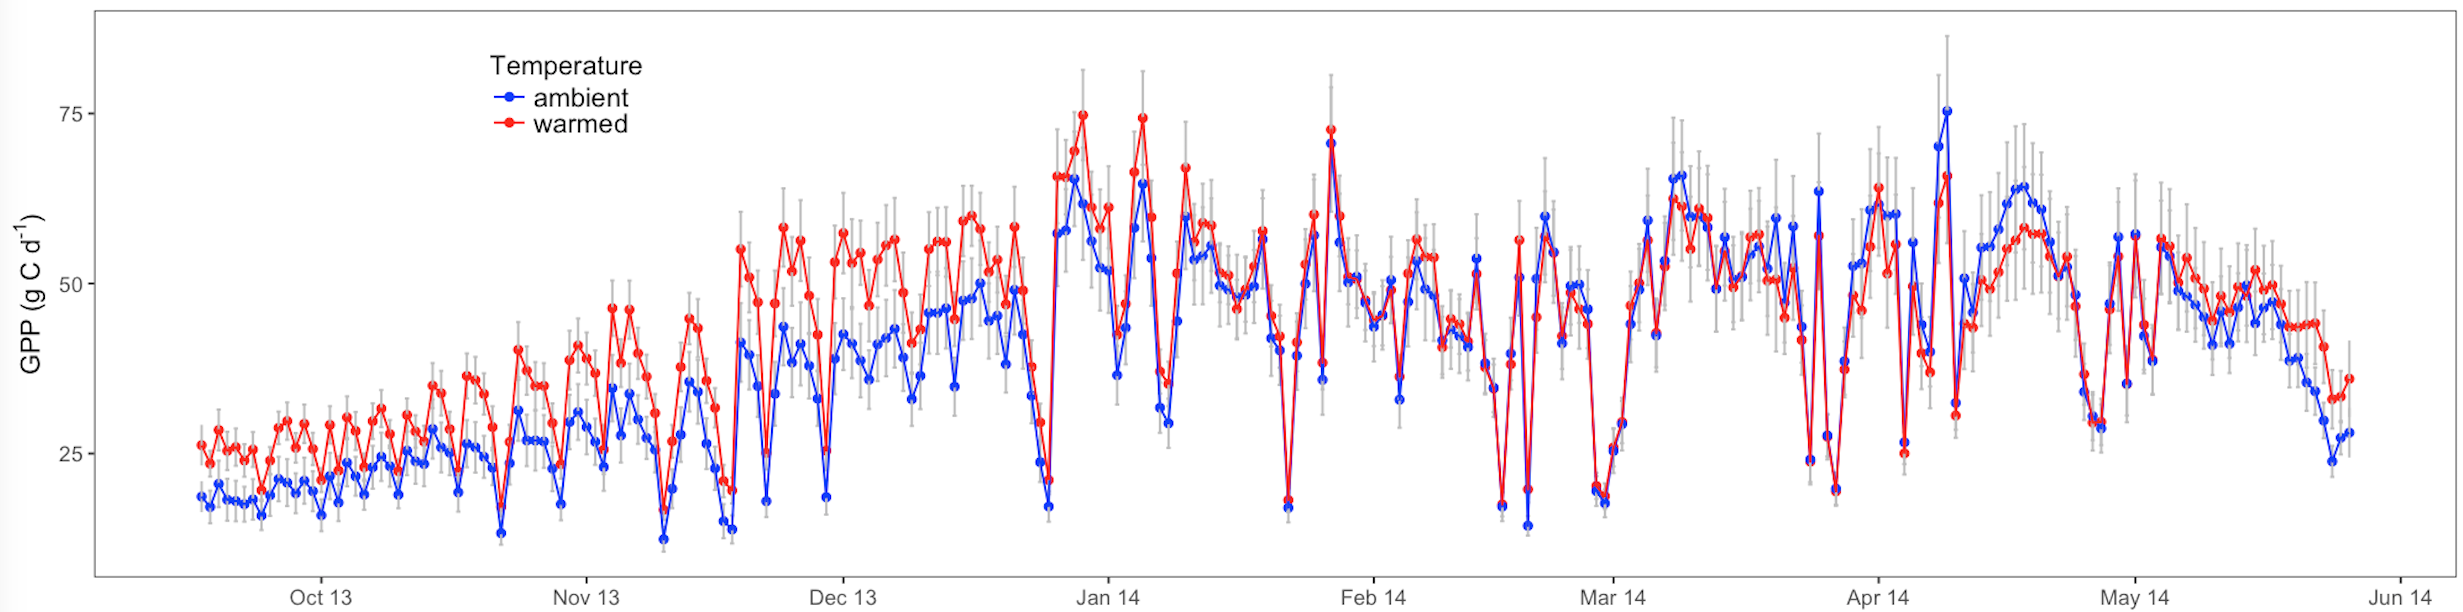 Temperature
ambient
warmed
GPP (g C d⁻¹)
75
50
25
Oct 13 Nov 13 Dec 13 Jan 14 Feb 14 Mar 14 Apr 14 May 14 Jun 14